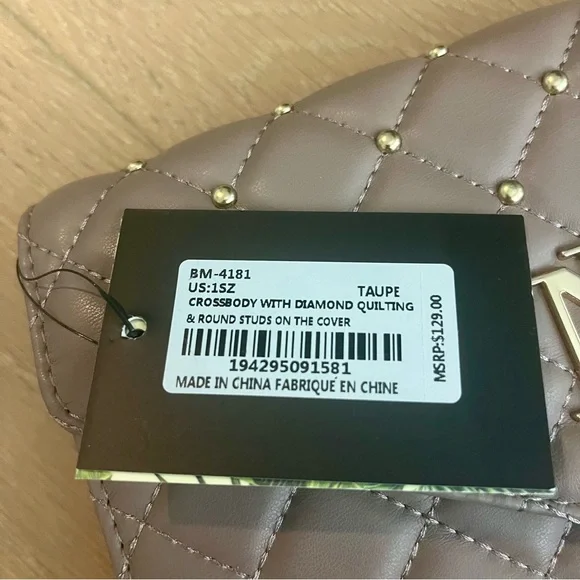 BM-4181
US:1SZ TAUPE
CROSSBODY WITH DIAMOND QUILTING
& ROUND STUDS ON THE COVER
194295091581
MADE IN CHINA FABRIQUÉ EN CHINE
MSRP:$129.00